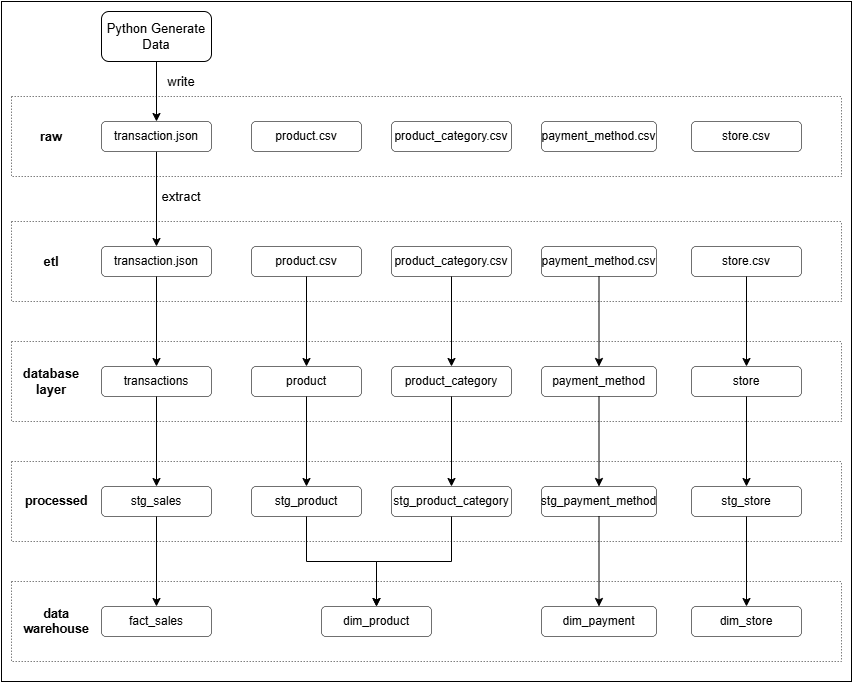 Python Generate
Data
write
raw
transaction.json
product.csv
product_category.csv
payment_method.csv
store.csv
extract
etl
transaction.json
product.csv
product_category.csv
payment_method.csv
store.csv
database
layer
transactions
product
product_category
payment_method
store
processed
stg_sales
stg_product
stg_product_category
stg_payment_method
stg_store
data
warehouse
fact_sales
dim_product
dim_payment
dim_store